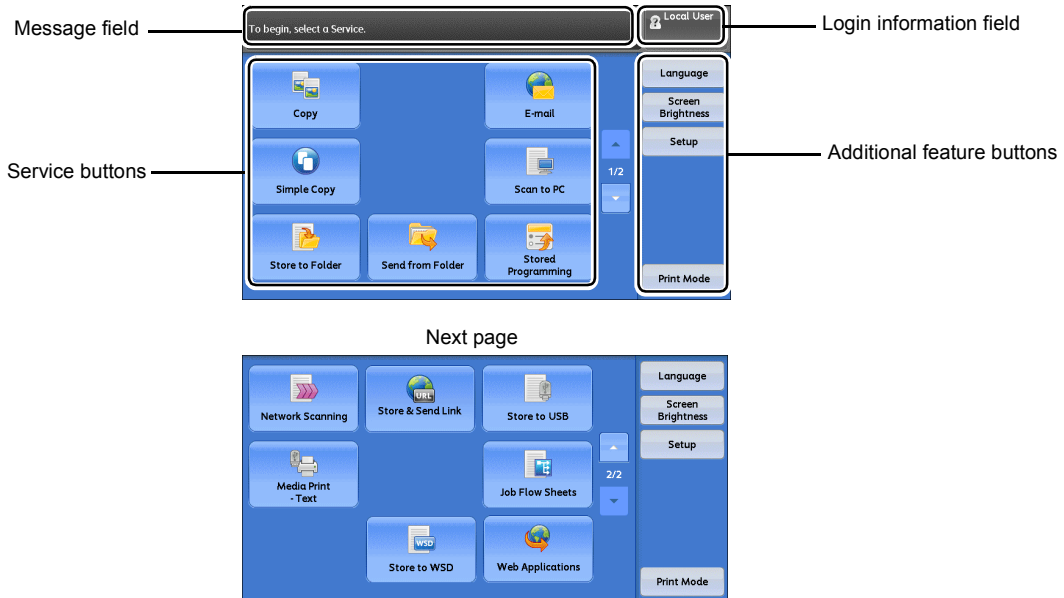 Message field
To begin, select a Service.
Local User
Login information field
Service buttons
Copy
E-mail
Simple Copy
Scan to PC
Store to Folder
Send from Folder
Stored
Programming
1/2
Language
Screen
Brightness
Setup
Print Mode
Additional feature buttons
Next page
Network Scanning
URL
Store & Send Link
Store to USB
Media Print
- Text
Job Flow Sheets
WSD
Store to WSD
Web Applications
2/2
Language
Screen
Brightness
Setup
Print Mode